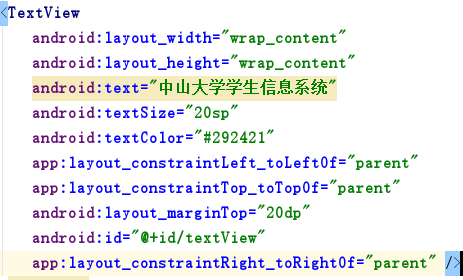 <TextView
android:layout_width="wrap_content"
android:layout_height="wrap_content"
android:text="中山大学学生信息系统"
android:textSize="20sp"
android:textColor="#292421"
app:layout_constraintLeft_toLeftOf="parent"
app:layout_constraintTop_toTopOf="parent"
android:layout_marginTop="20dp"
android:id="@+id/textView"
app:layout_constraintRight_toRightOf="parent" />